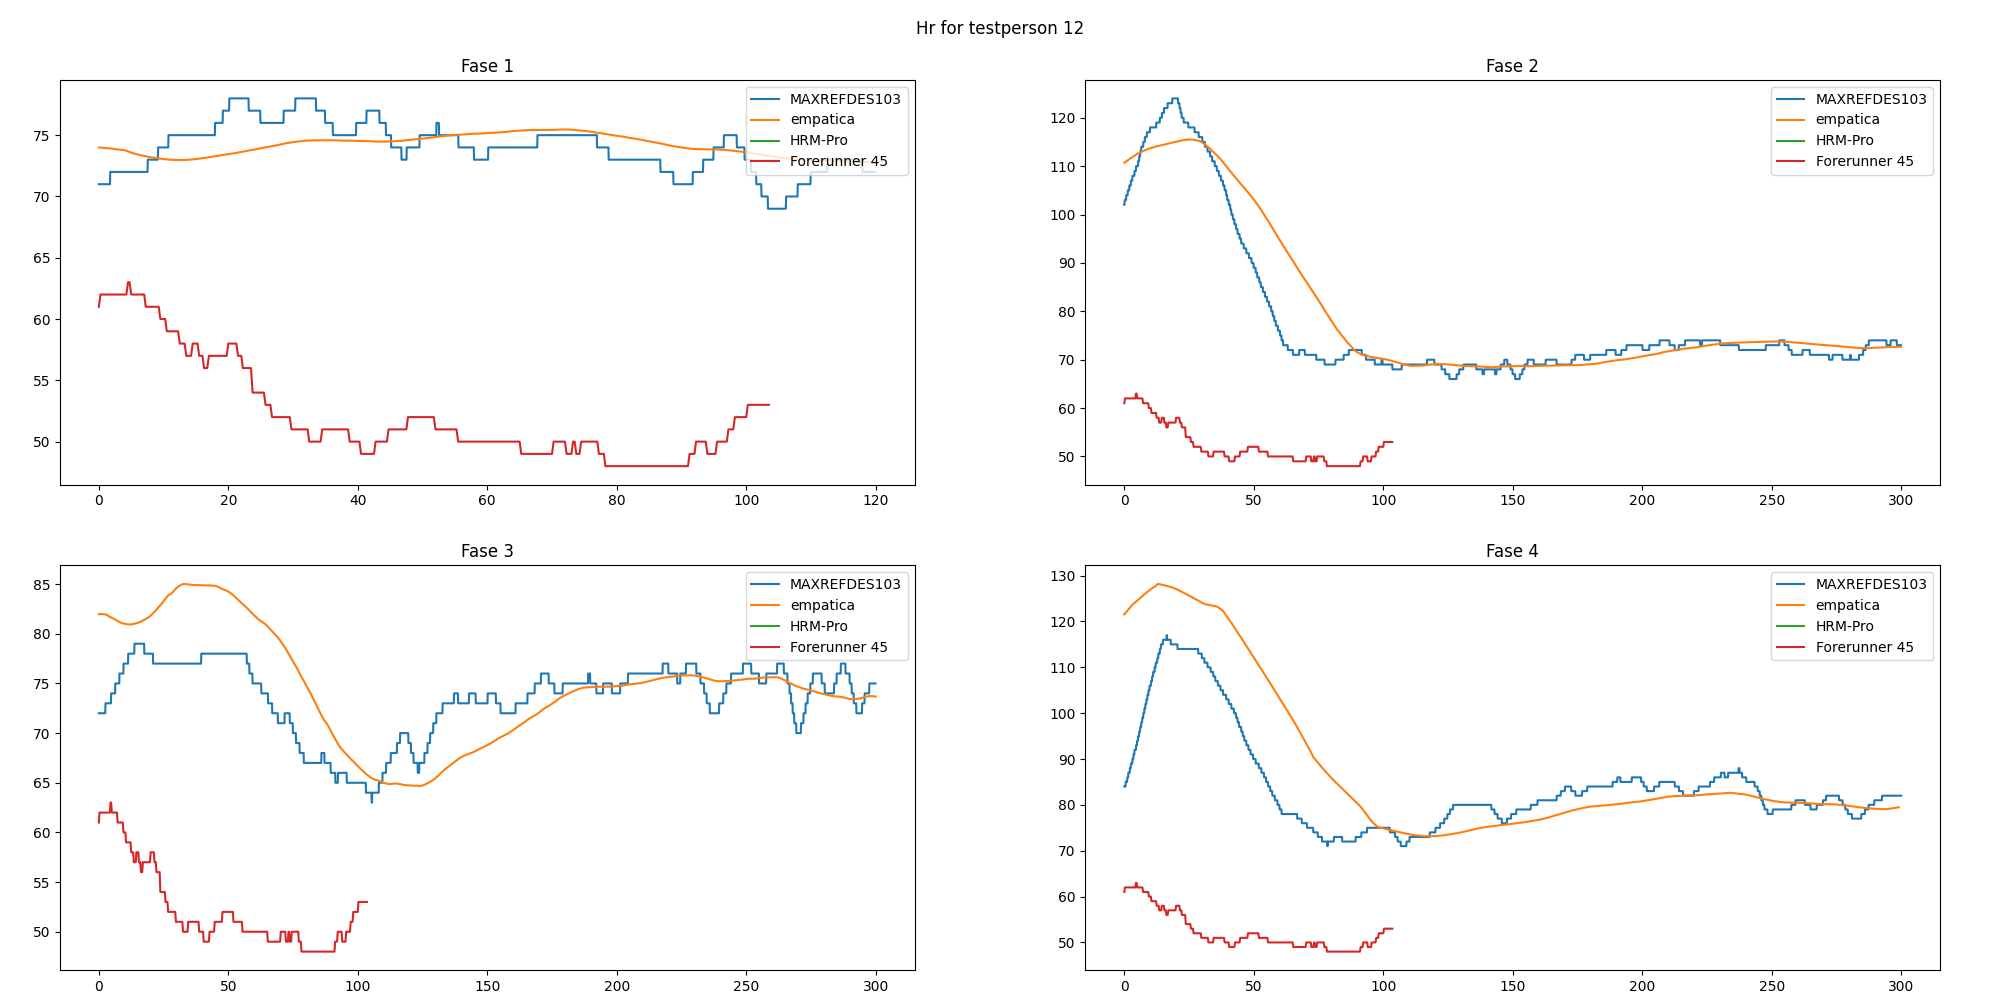 Hr for testperson 12
Fase 1
MAXREFDES103
empatica
HRM-Pro
Forerunner 45
75
70
65
60
55
50
0 20 40 60 80 100 120
Fase 2
MAXREFDES103
empatica
HRM-Pro
Forerunner 45
120
110
100
90
80
70
60
50
0 50 100 150 200 250 300
Fase 3
MAXREFDES103
empatica
HRM-Pro
Forerunner 45
85
80
75
70
65
60
55
50
0 50 100 150 200 250 300
Fase 4
MAXREFDES103
empatica
HRM-Pro
Forerunner 45
130
120
110
100
90
80
70
60
50
0 50 100 150 200 250 300